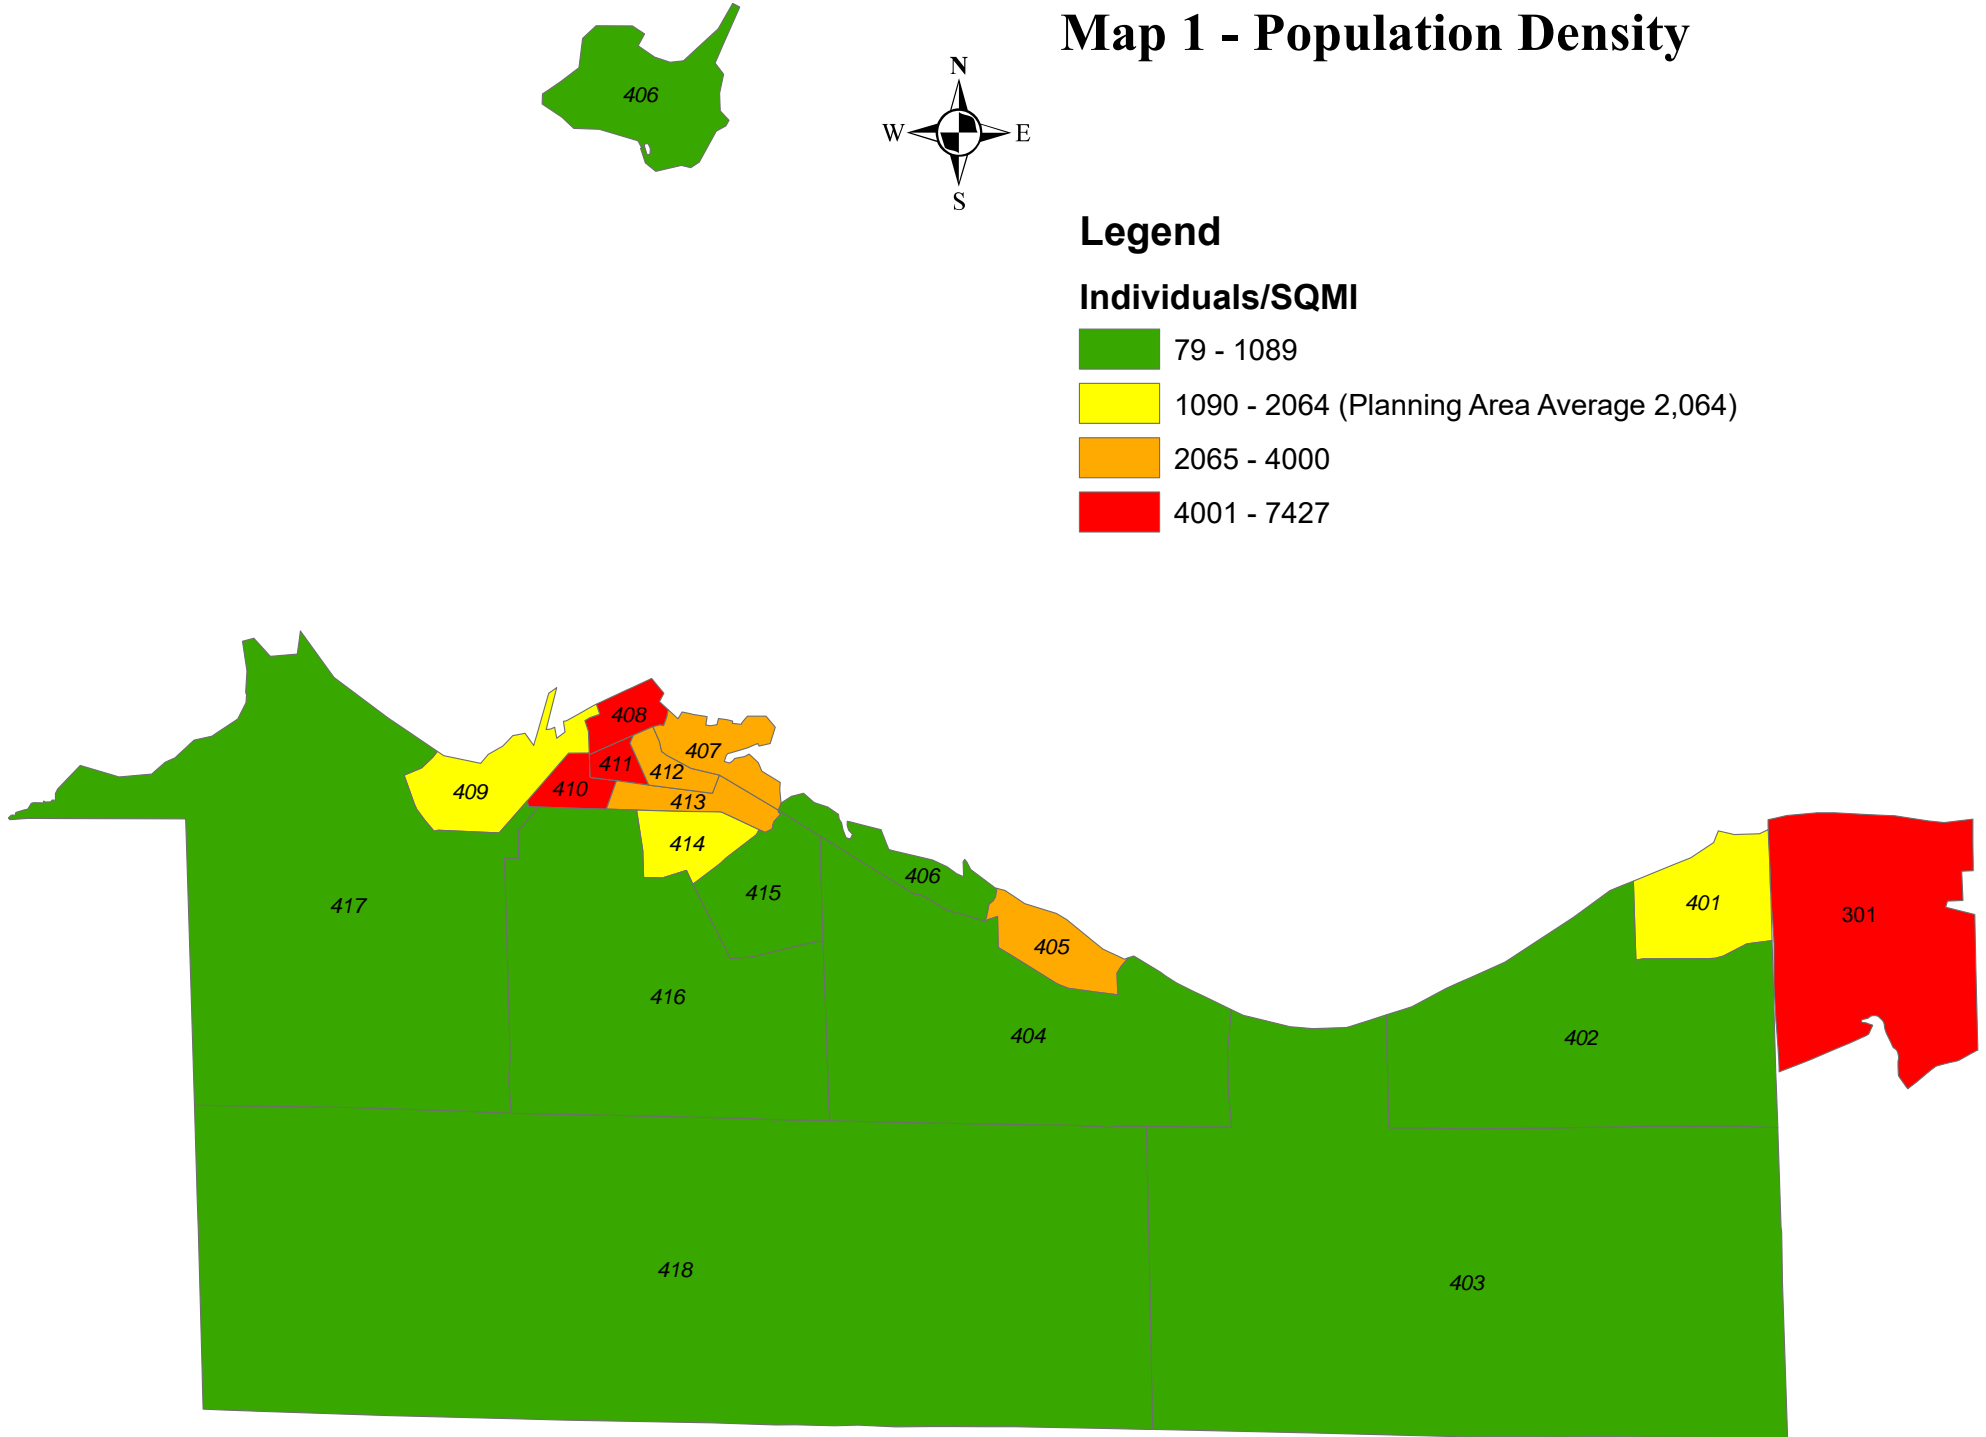 Map 1 - Population Density
N
W E
S
406
Legend
Individuals/SQMI
79 - 1089
1090 - 2064 (Planning Area Average 2,064)
2065 - 4000
4001 - 7427
408
407
411
412
410
409
413
414
406
415
417
401
301
405
416
404
402
418
403